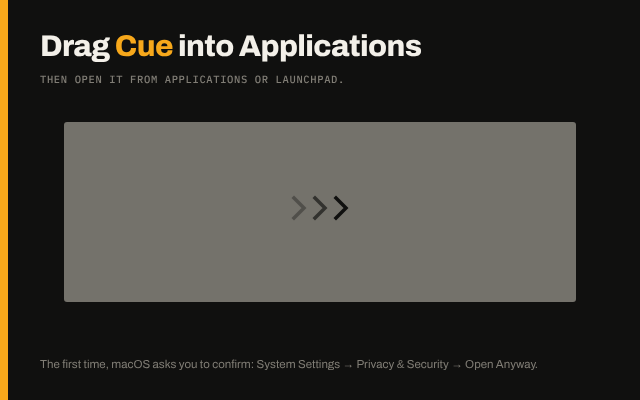 Drag Cue into Applications
THEN OPEN IT FROM APPLICATIONS OR LAUNCHPAD.
The first time, macOS asks you to confirm: System Settings → Privacy & Security → Open Anyway.